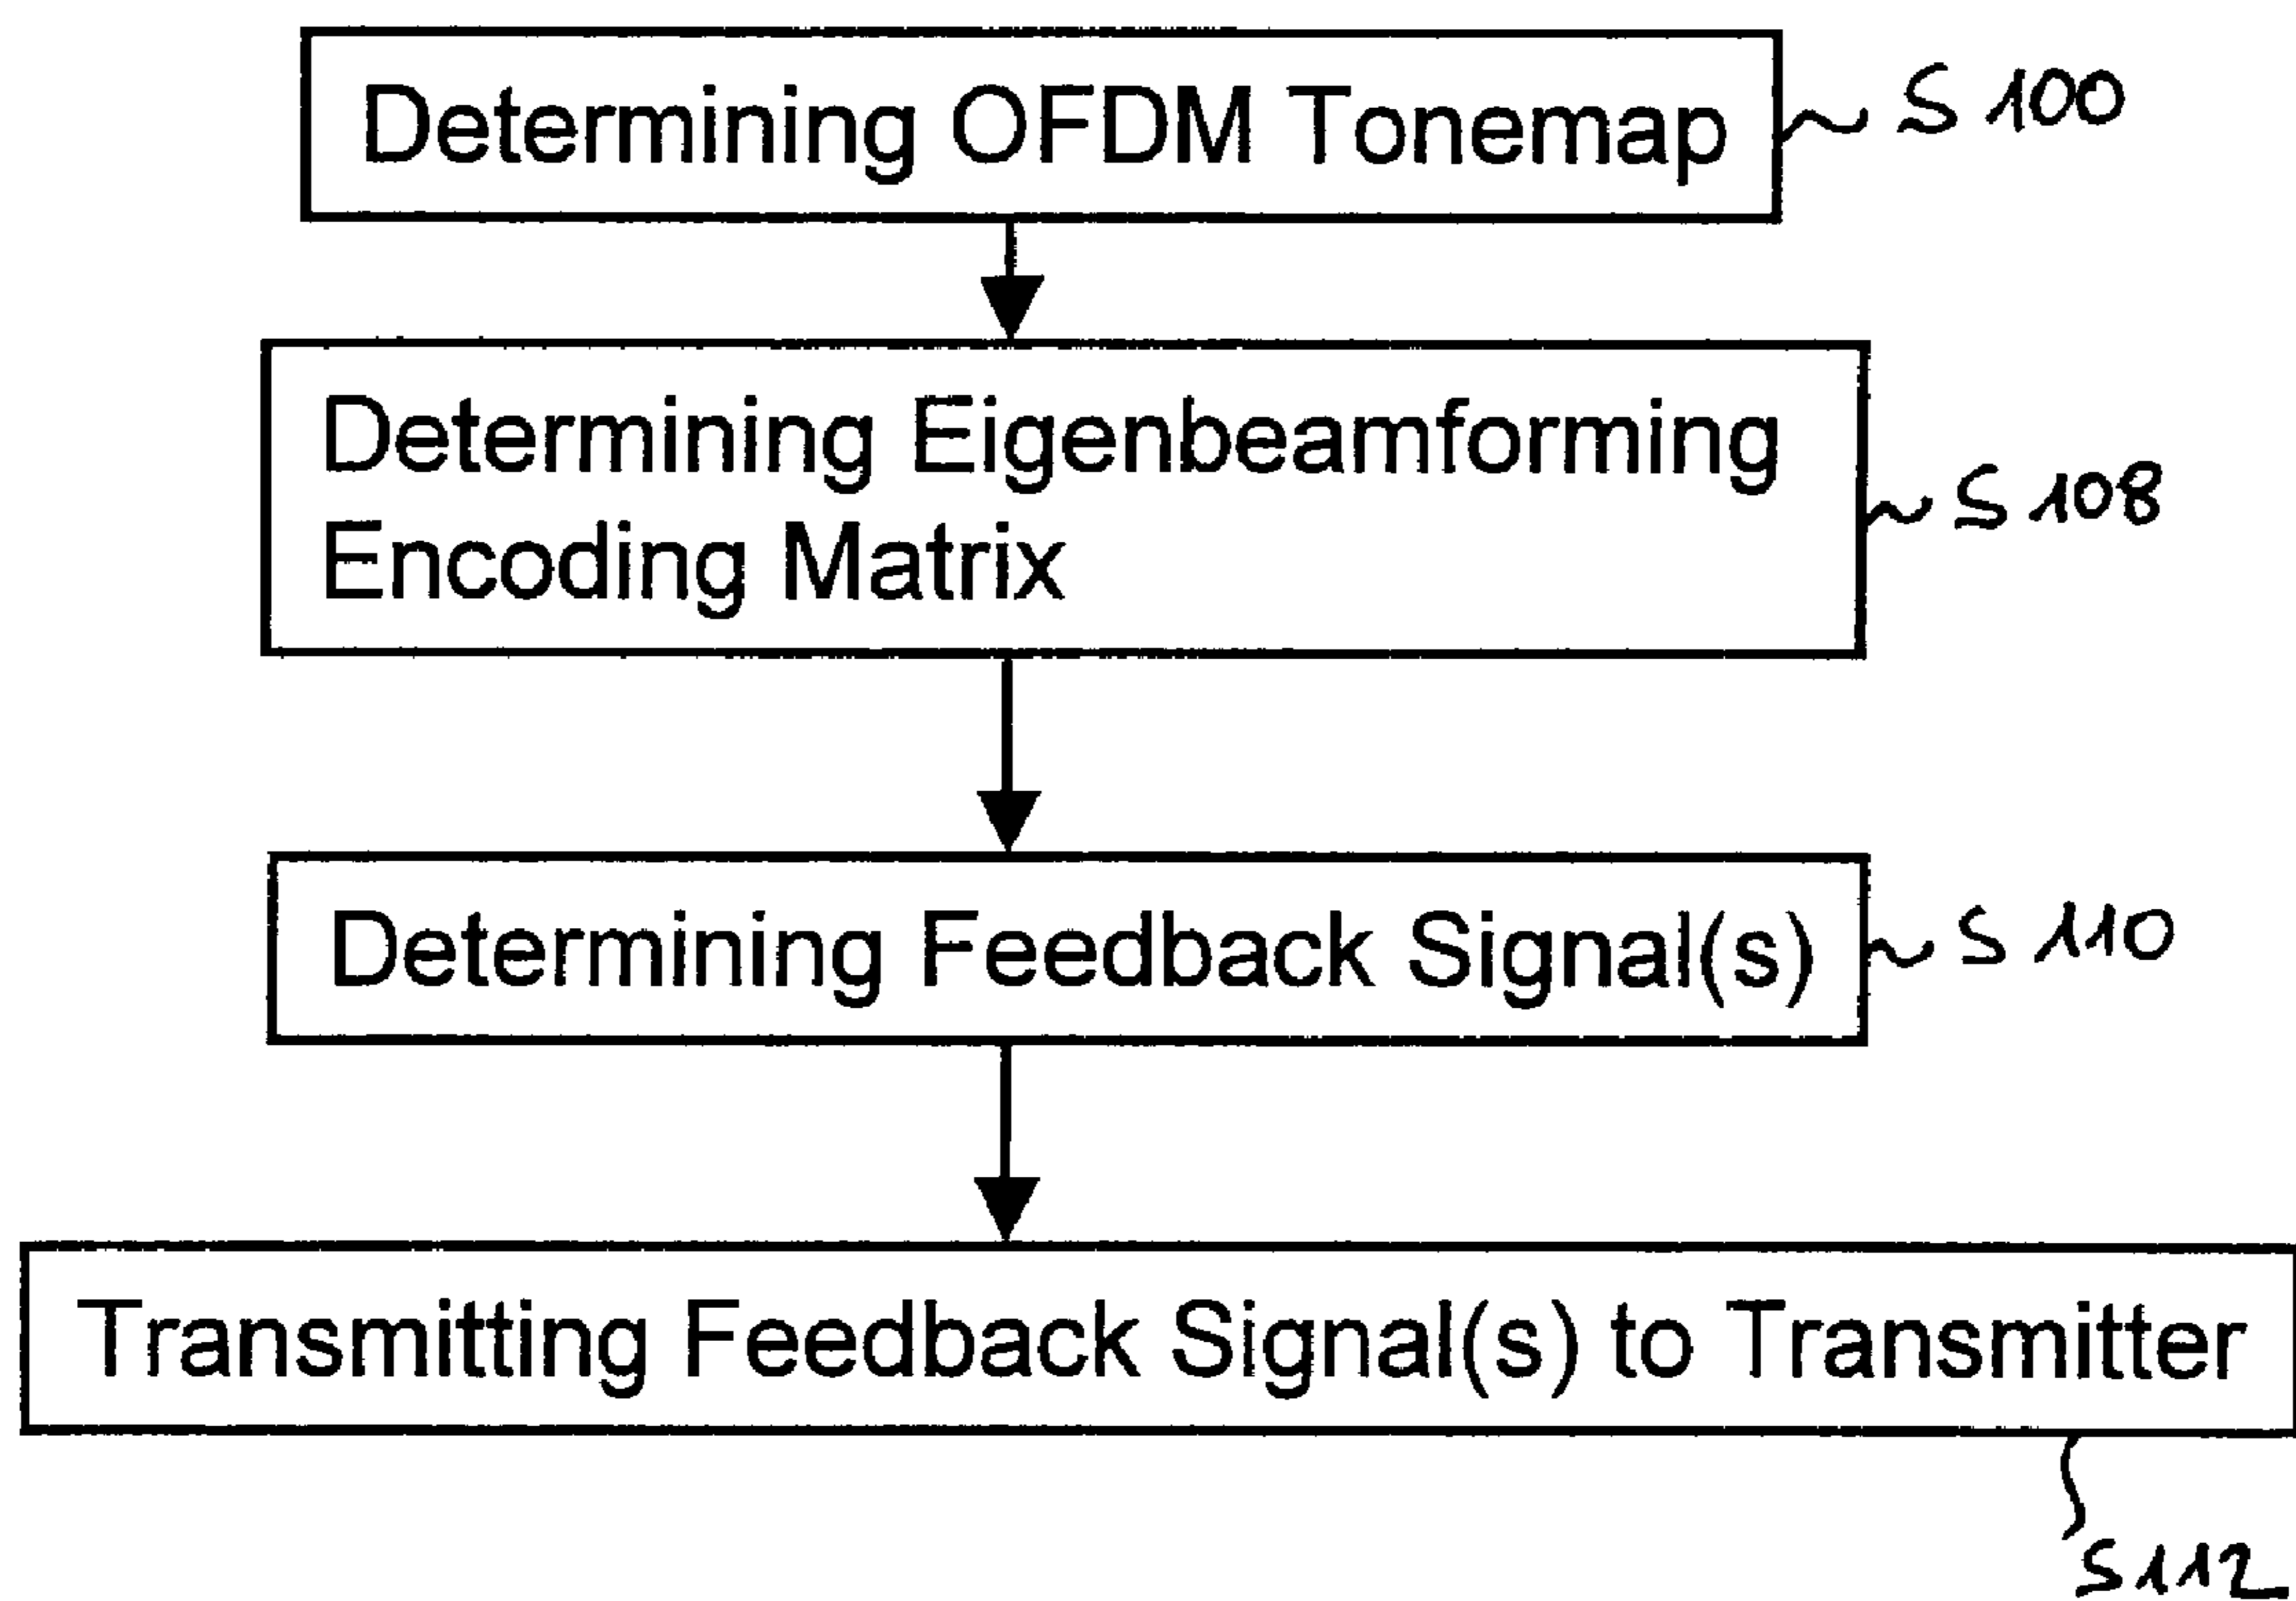 Determining OFDM Tonemap
S 100
Determining Eigenbeamforming
Encoding Matrix
S 108
Determining Feedback Signal(s)
S 110
Transmitting Feedback Signal(s) to Transmitter
S112